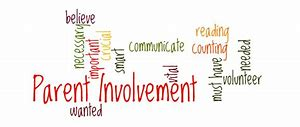 believe
necessary
important
crucial
smart
communicate
reading
counting
must have
needed
volunteer
vital
Parent Involvement
wanted